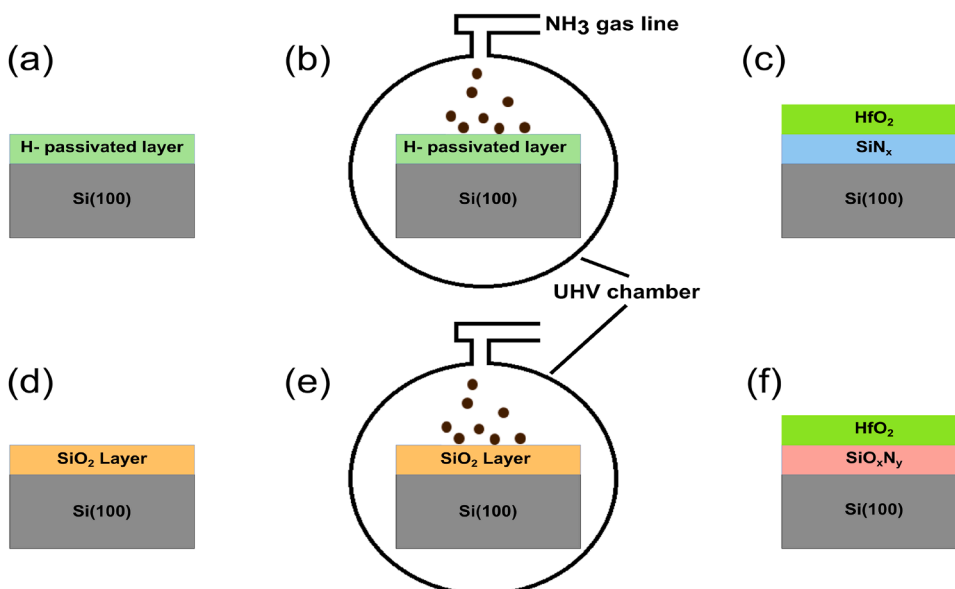 NH3 gas line
(a)
(b)
(c)
H- passivated layer
Si(100)
H- passivated layer
Si(100)
HfO₂
SiNₓ
Si(100)
UHV chamber
(d)
(e)
(f)
SiO₂ Layer
Si(100)
SiO₂ Layer
Si(100)
HfO₂
SiOₓNᵧ
Si(100)